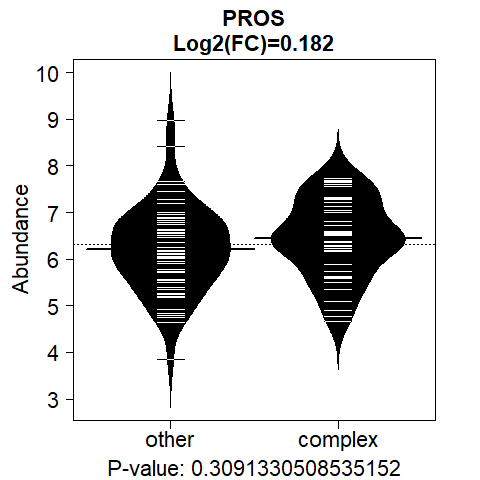 PROS
Log2(FC)=0.182
10
9
8
7
6
5
4
3
Abundance
other complex
P-value: 0.3091330508535152